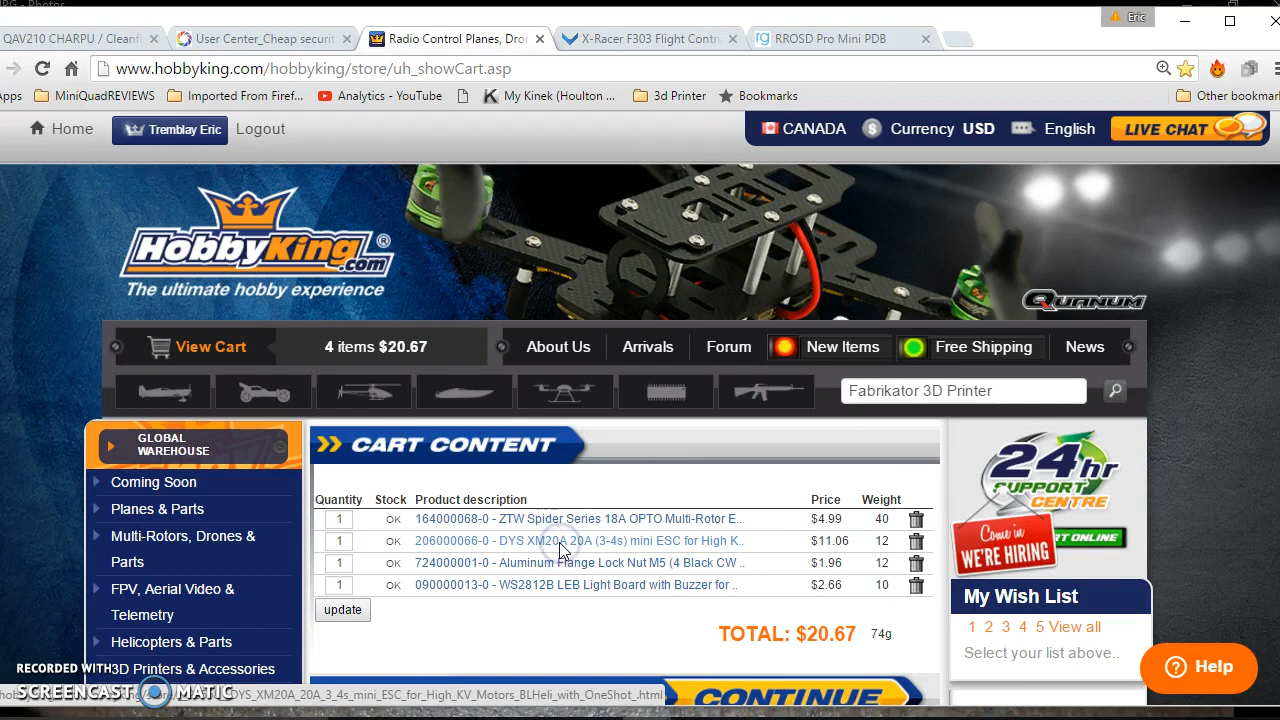 RG - Photos
Eric
QAV210 CHARPU / Cleanfl
User Center_Cheap securit
Radio Control Planes, Dro
X-Racer F303 Flight Contr
RROSD Pro Mini PDB
www.hobbyking.com/hobbyking/store/uh_showCart.asp
Apps MiniQuadREVIEWS Imported From Firef... Analytics - YouTube My Kinek (Houlton ... 3d Printer Bookmarks Other bookmar
Home Tremblay Eric Logout CANADA Currency USD English LIVE CHAT
HobbyKing.com®
The ultimate hobby experience
QUANUM
View Cart 4 items $20.67 About Us Arrivals Forum New Items Free Shipping News
Fabrikator 3D Printer
GLOBAL
WAREHOUSE
Coming Soon
Planes & Parts
Multi-Rotors, Drones &
Parts
FPV, Aerial Video &
Telemetry
Helicopters & Parts
3D Printers & Accessories
CART CONTENT
Quantity Stock Product description Price Weight
1 OK 164000068-0 - ZTW Spider Series 18A OPTO Multi-Rotor E.. $4.99 40
1 OK 206000066-0 - DYS XM20A 20A (3-4s) mini ESC for High K.. $11.06 12
1 OK 724000001-0 - Aluminum Flange Lock Nut M5 (4 Black CW .. $1.96 12
1 OK 090000013-0 - WS2812B LEB Light Board with Buzzer for .. $2.66 10
update
TOTAL: $20.67 74g
CONTINUE
24hr
SUPPORT
CENTRE
Come in
WE'RE HIRING
RT ONLINE
My Wish List
1 2 3 4 5 View all
Select your list above..
Help
RECORDED WITH
SCREENCAST MATIC
DYS_XM20A_20A_3_4s_mini_ESC_for_High_KV_Motors_BLHeli_with_OneShot_.html